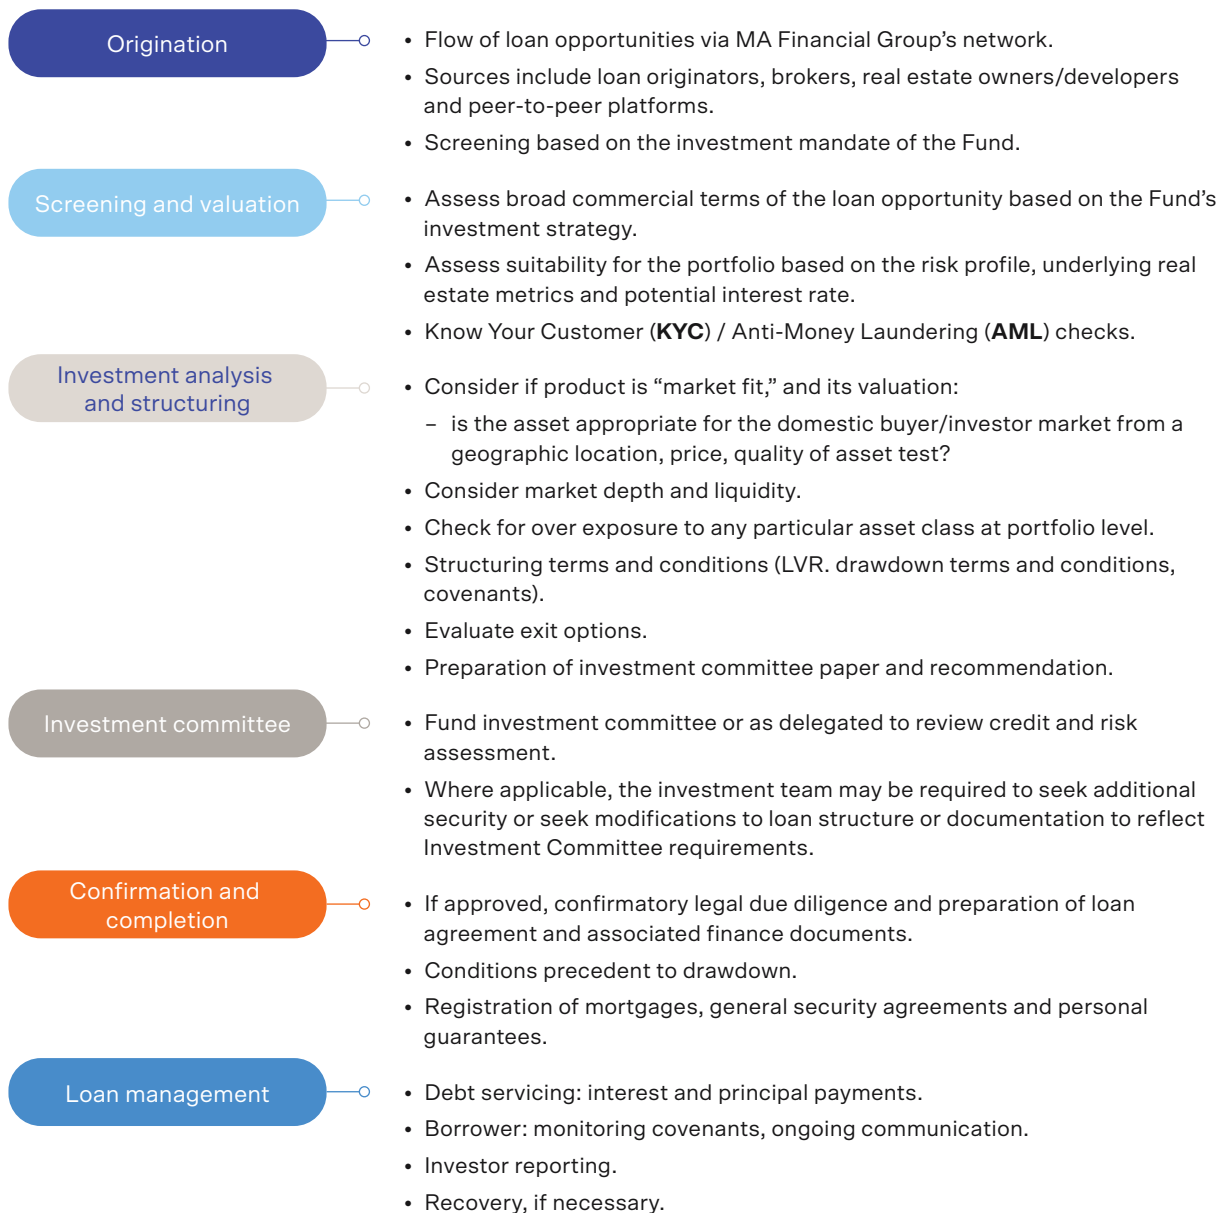 Origination
• Flow of loan opportunities via MA Financial Group’s network.
• Sources include loan originators, brokers, real estate owners/developers
and peer-to-peer platforms.
• Screening based on the investment mandate of the Fund.
Screening and valuation
• Assess broad commercial terms of the loan opportunity based on the Fund’s
investment strategy.
• Assess suitability for the portfolio based on the risk profile, underlying real
estate metrics and potential interest rate.
• Know Your Customer (KYC) / Anti-Money Laundering (AML) checks.
Investment analysis
and structuring
• Consider if product is “market fit,” and its valuation:
– is the asset appropriate for the domestic buyer/investor market from a
geographic location, price, quality of asset test?
• Consider market depth and liquidity.
• Check for over exposure to any particular asset class at portfolio level.
• Structuring terms and conditions (LVR. drawdown terms and conditions,
covenants).
• Evaluate exit options.
• Preparation of investment committee paper and recommendation.
Investment committee
• Fund investment committee or as delegated to review credit and risk
assessment.
• Where applicable, the investment team may be required to seek additional
security or seek modifications to loan structure or documentation to reflect
Investment Committee requirements.
Confirmation and
completion
• If approved, confirmatory legal due diligence and preparation of loan
agreement and associated finance documents.
• Conditions precedent to drawdown.
• Registration of mortgages, general security agreements and personal
guarantees.
Loan management
• Debt servicing: interest and principal payments.
• Borrower: monitoring covenants, ongoing communication.
• Investor reporting.
• Recovery, if necessary.